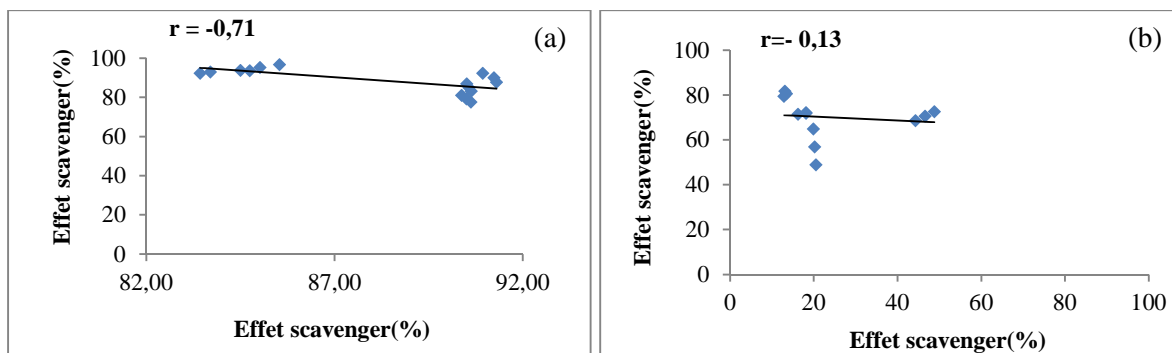 r = -0,71
(a)
Effet scavenger(%)
100
80
60
40
20
0
82,00 87,00 92,00
Effet scavenger(%)
r=- 0,13
(b)
Effet scavenger(%)
100
80
60
40
20
0
0 20 40 60 80 100
Effet scavenger(%)